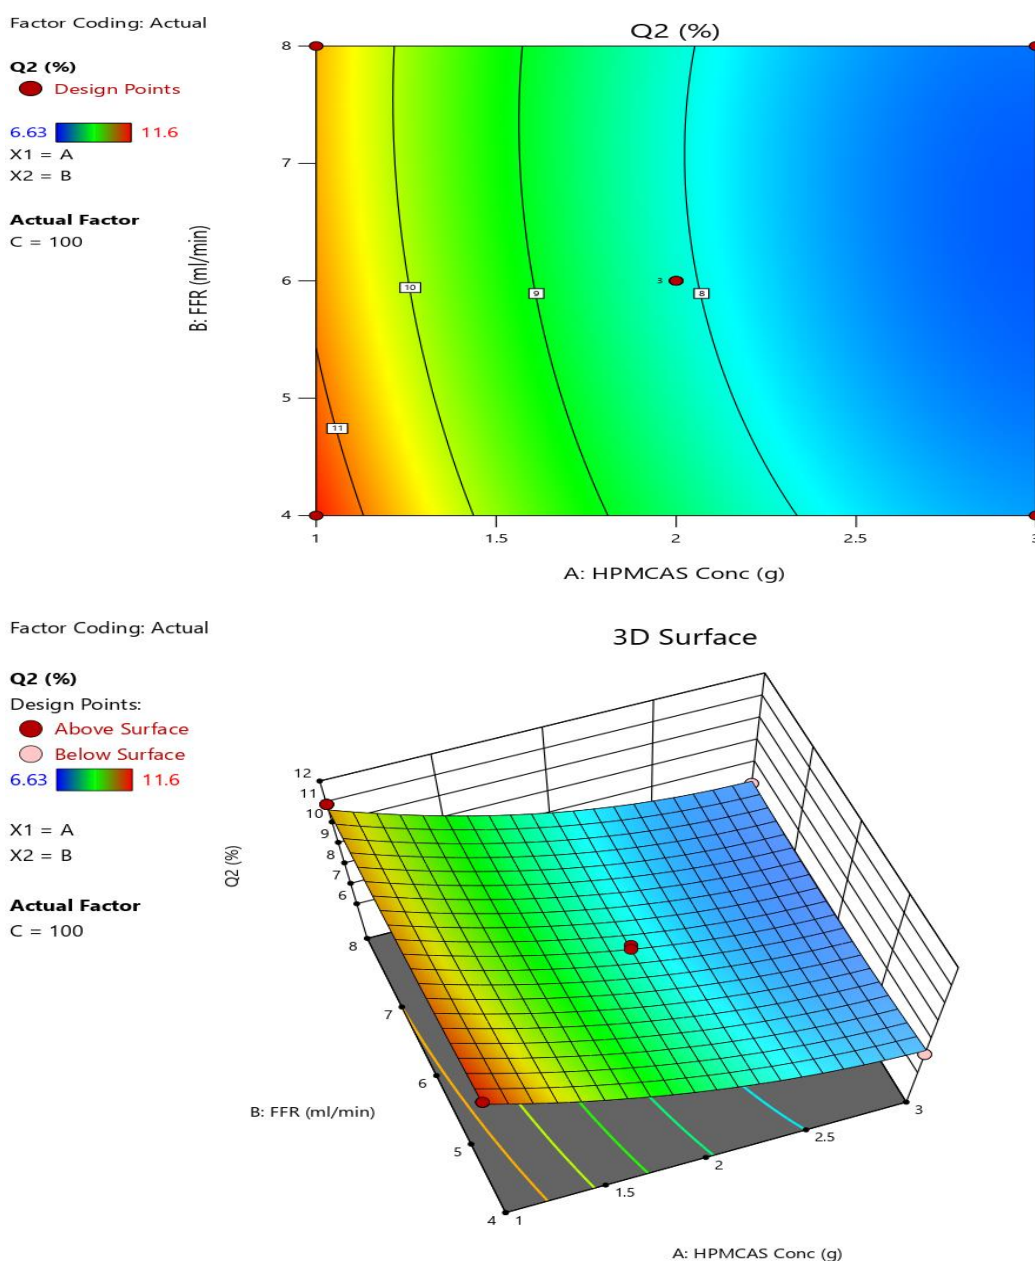 Factor Coding: Actual
Q2 (%)
Q2 (%)
Design Points
6.63 11.6
X1 = A
X2 = B
Actual Factor
C = 100
B: FFR (ml/min)
8
7
6
5
4
10
9
8
3
11
1 1.5 2 2.5 3
A: HPMCAS Conc (g)
Factor Coding: Actual
3D Surface
Q2 (%)
Design Points:
Above Surface
Below Surface
6.63 11.6
X1 = A
X2 = B
Actual Factor
C = 100
Q2 (%)
12
11
10
9
8
7
6
8
7
6
5
4
B: FFR (ml/min)
1
1.5
2
2.5
3
A: HPMCAS Conc (g)